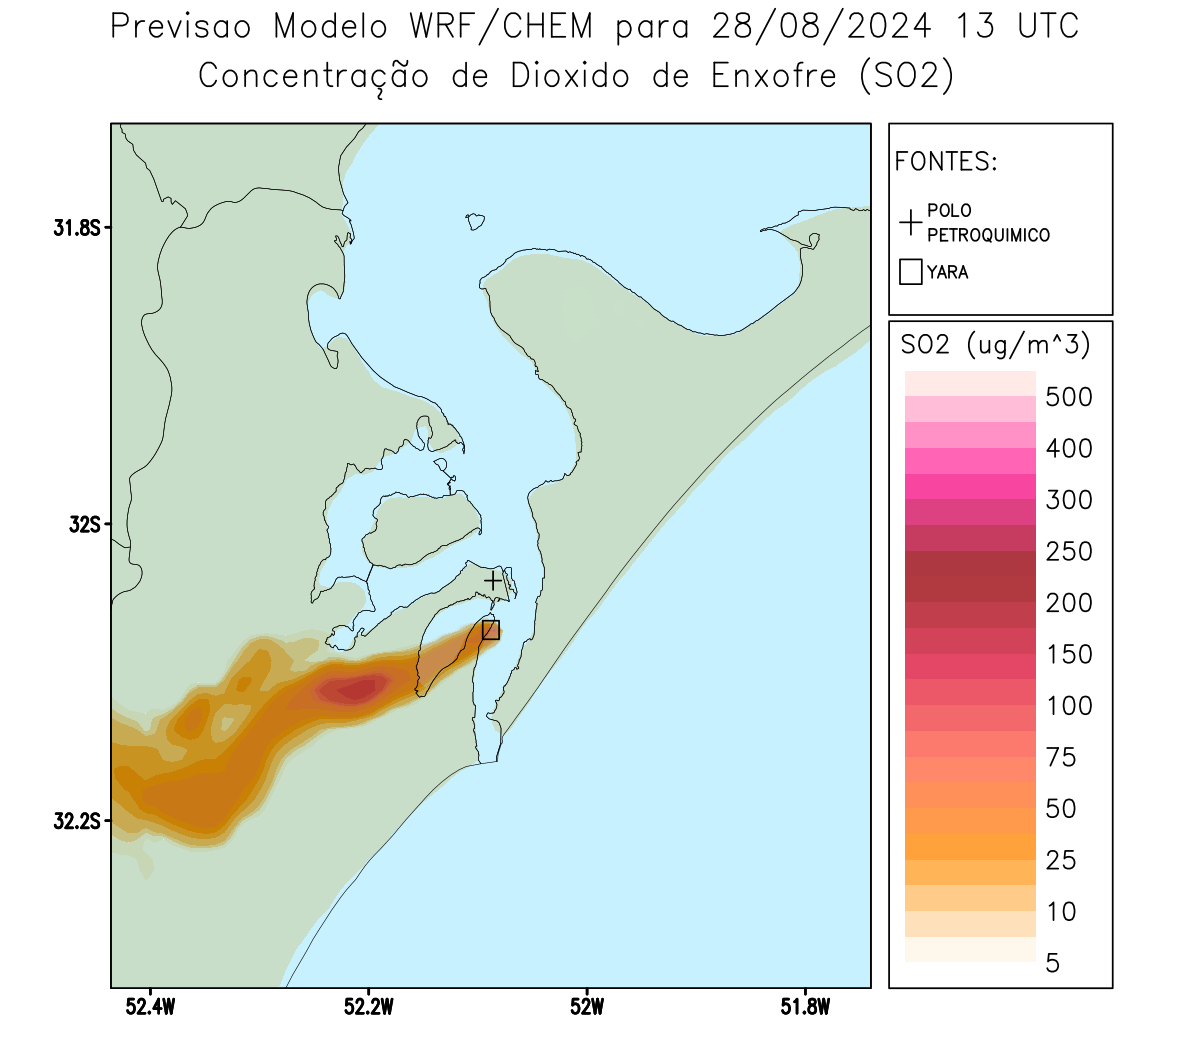 Previsao Modelo WRF/CHEM para 28/08/2024 13 UTC
Concentração de Dioxido de Enxofre (SO2)
FONTES:
POLO
PETROQUIMICO
YARA
SO2 (ug/m^3)
500
400
300
250
200
150
100
75
50
25
10
5
31.8S
32S
32.2S
52.4W
52.2W
52W
51.8W